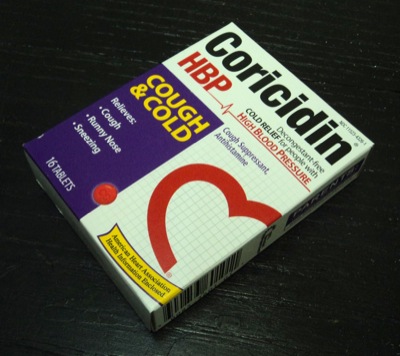 Coricidin
HBP
Decongestant-free
COLD RELIEF for people with
HIGH BLOOD PRESSURE
COUGH
& COLD
Cough Suppressant
Antihistamine
Relieves:
• Cough
• Runny Nose
• Sneezing
16 TABLETS
American Heart Association
Health Information Enclosed
®